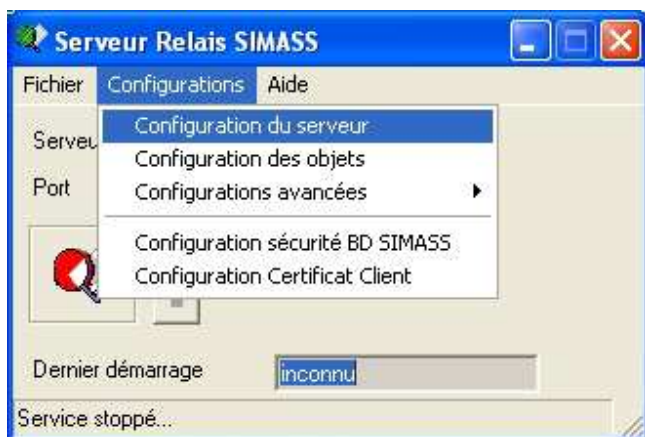 Serveur Relais SIMASS
Fichier Configurations Aide
Configuration du serveur
Configuration des objets
Configurations avancées
Configuration sécurité BD SIMASS
Configuration Certificat Client
Serveu
Port
Dernier démarrage inconnu
Service stoppé...